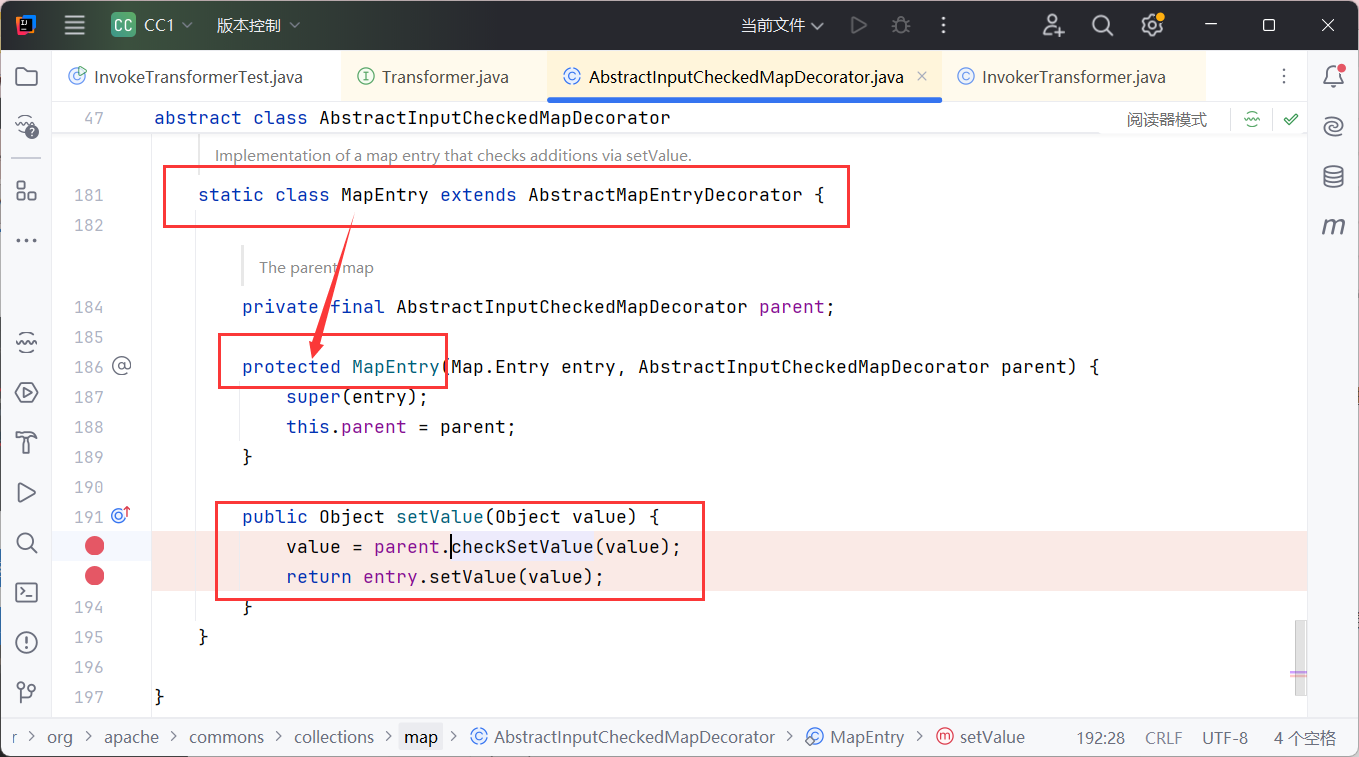 CC CC1 版本控制 当前文件
InvokeTransformerTest.java Transformer.java AbstractInputCheckedMapDecorator.java InvokerTransformer.java
47 abstract class AbstractInputCheckedMapDecorator 阅读器模式
Implementation of a map entry that checks additions via setValue.
181 static class MapEntry extends AbstractMapEntryDecorator {
182
The parent map
184 private final AbstractInputCheckedMapDecorator parent;
185
186 protected MapEntry(Map.Entry entry, AbstractInputCheckedMapDecorator parent) {
187 super(entry);
188 this.parent = parent;
189 }
190
191 public Object setValue(Object value) {
value = parent.checkSetValue(value);
return entry.setValue(value);
194 }
195 }
196
197 }
r org apache commons collections map AbstractInputCheckedMapDecorator MapEntry setValue 192:28 CRLF UTF-8 4 个空格